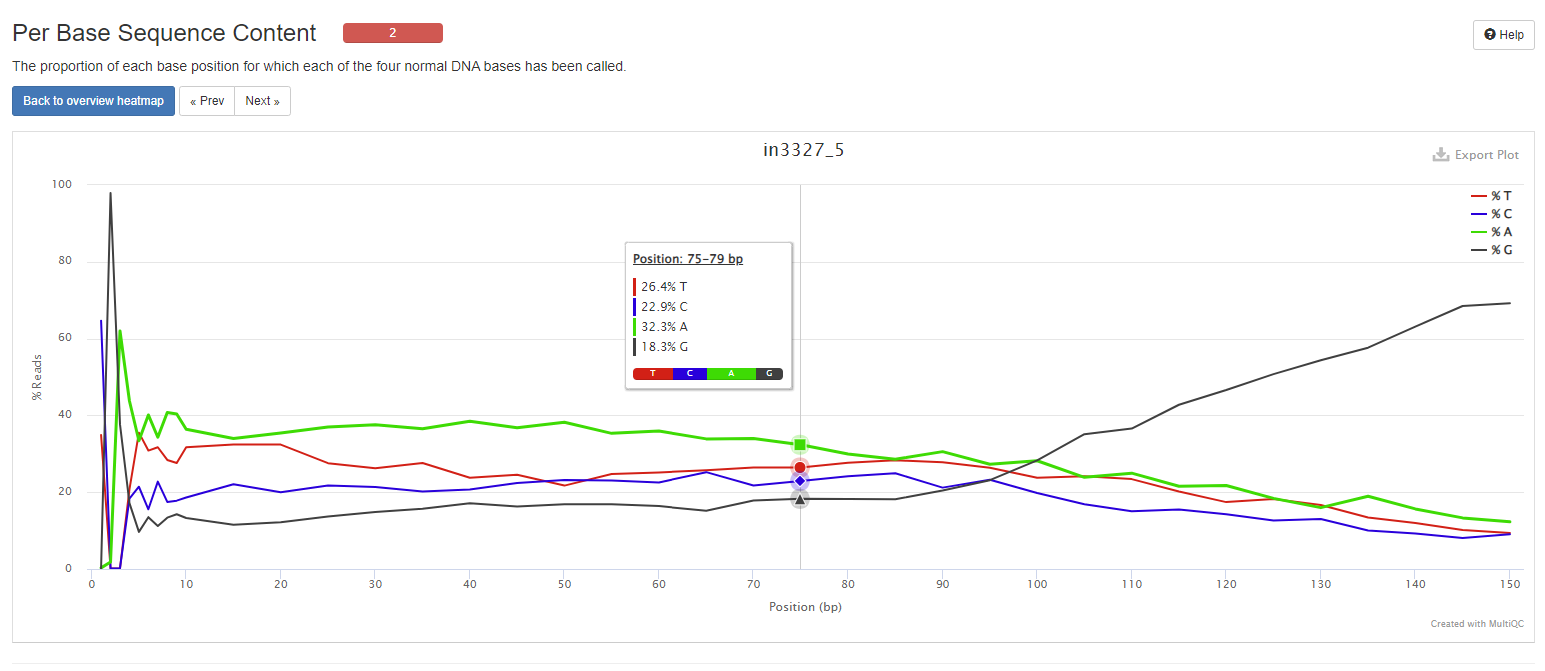 Per Base Sequence Content 2
Help
The proportion of each base position for which each of the four normal DNA bases has been called.
Back to overview heatmap « Prev Next »
in3327_5
Export Plot
% T
% C
% A
% G
Position: 75–79 bp
26.4% T
22.9% C
32.3% A
18.3% G
T C A G
% Reads
100
80
60
40
20
0
0 10 20 30 40 50 60 70 80 90 100 110 120 130 140 150
Position (bp)
Created with MultiQC